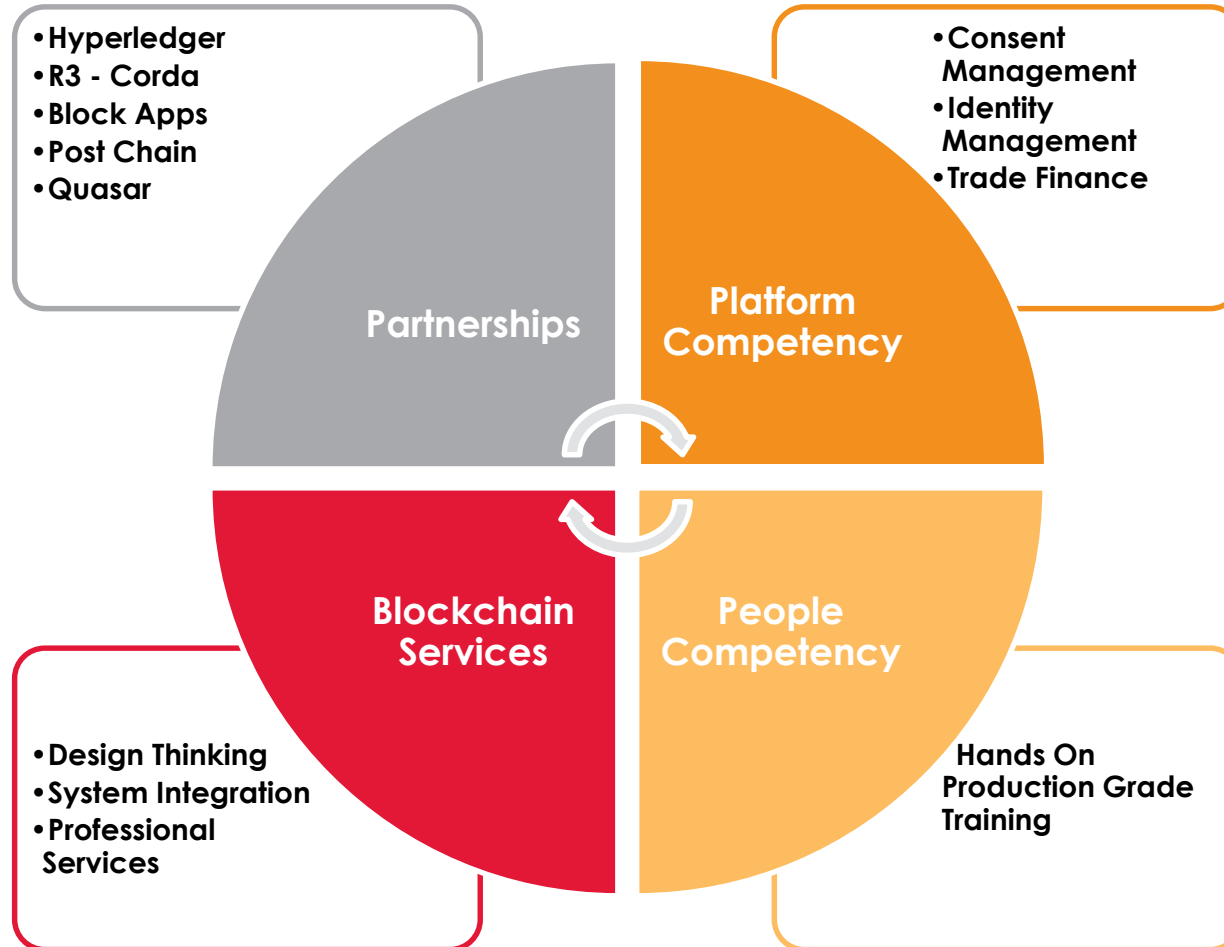 •Hyperledger
•R3 - Corda
•Block Apps
•Post Chain
•Quasar
•Consent
Management
•Identity
Management
•Trade Finance
Partnerships
Platform
Competency
Blockchain
Services
People
Competency
•Design Thinking
•System Integration
•Professional
Services
Hands On
Production Grade
Training